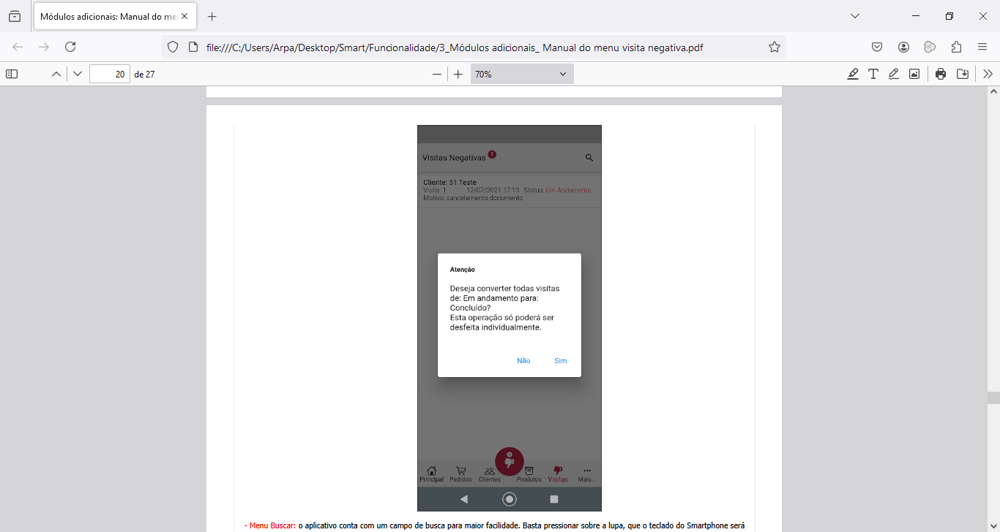 Módulos adicionais: Manual do me
file:///C:/Users/Arpa/Desktop/Smart/Funcionalidade/3_Módulos adicionais_ Manual do menu visita negativa.pdf
20 de 27
70%
Visitas Negativas 1
Cliente: 51 Teste
Visita: 1 12/07/2021 17:13 Status: Em Andamento
Motivo: cancelamento documento
Atenção
Deseja converter todas visitas
de: Em andamento para:
Concluído?
Esta operação só poderá ser
desfeita individualmente.
Não Sim
Principal Pedidos Clientes Produtos Visitas Mais...
- Menu Buscar: o aplicativo conta com um campo de busca para maior facilidade. Basta pressionar sobre a lupa, que o teclado do Smartphone será